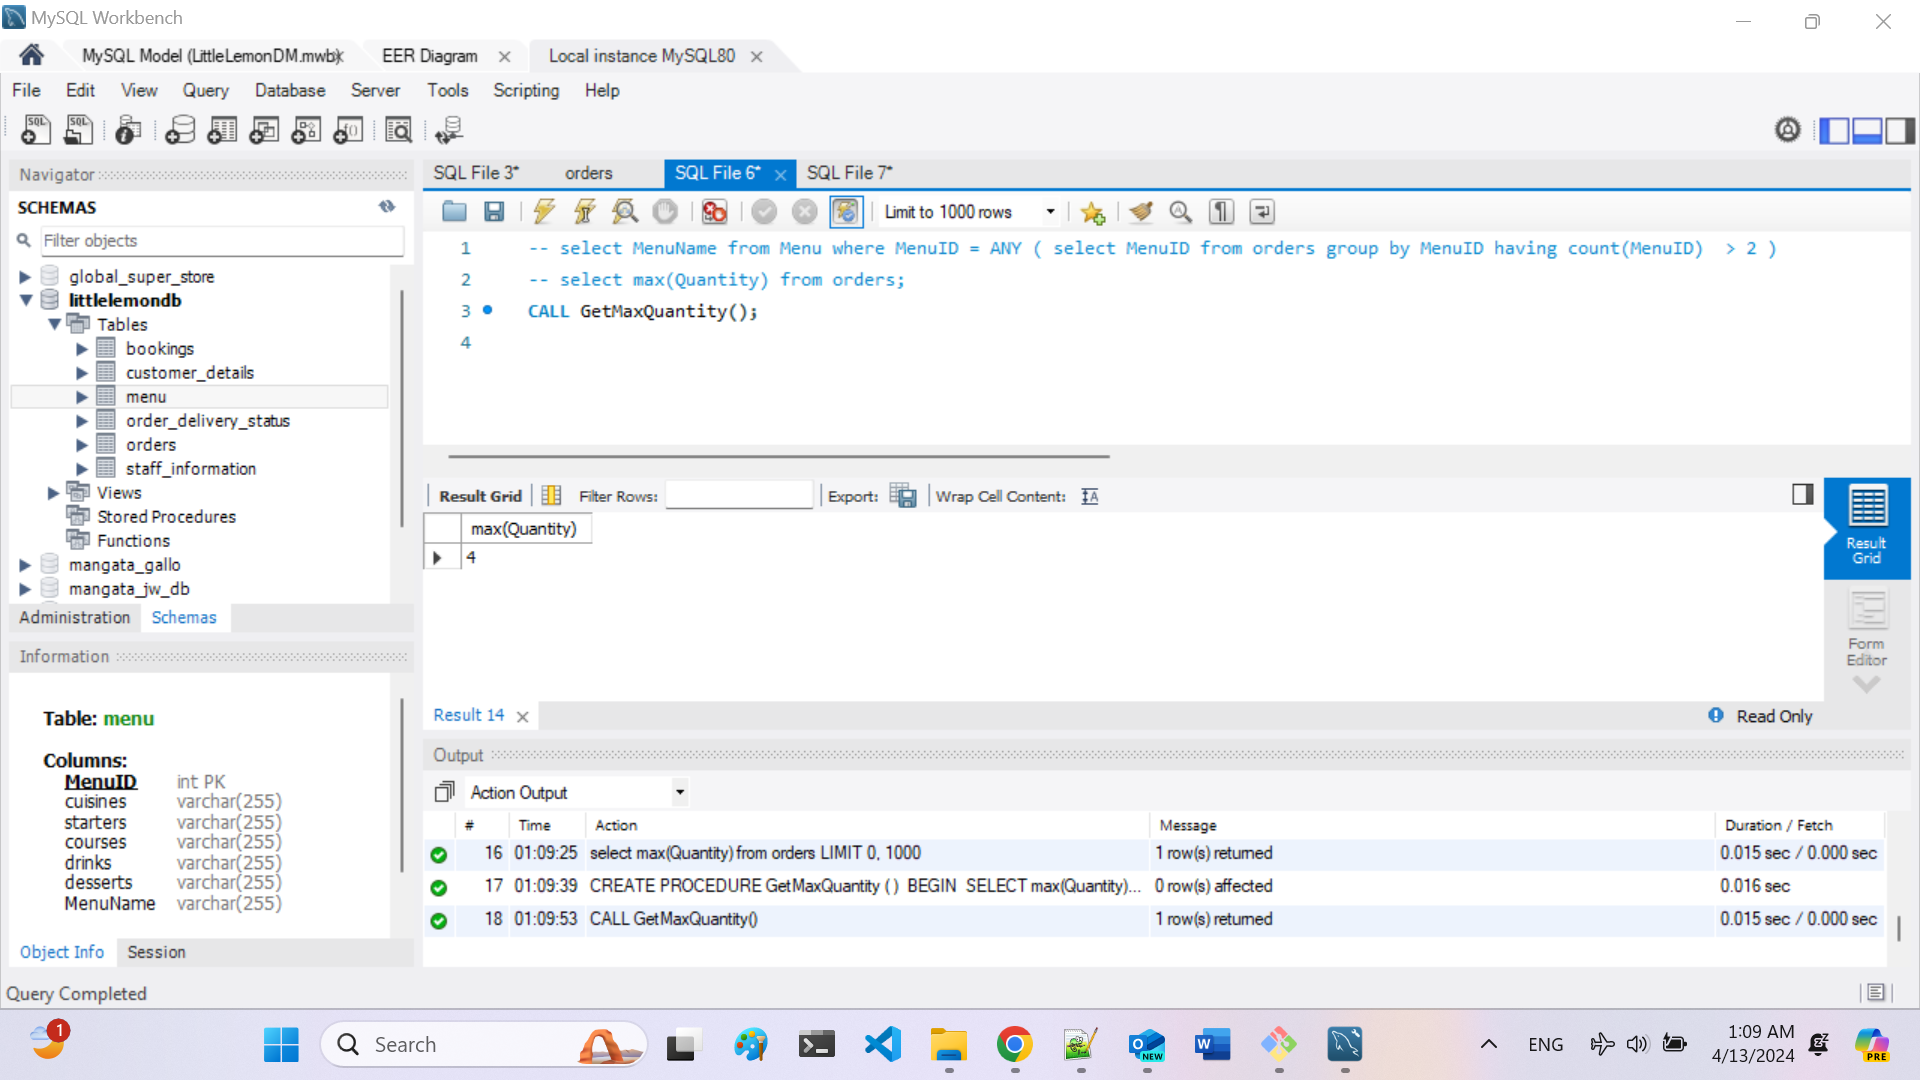 MySQL Workbench
MySQL Model (LittleLemonDM.mwb)
EER Diagram
Local instance MySQL80
File Edit View Query Database Server Tools Scripting Help
Navigator
SCHEMAS
Filter objects
global_super_store
littlelemondb
Tables
bookings
customer_details
menu
order_delivery_status
orders
staff_information
Views
Stored Procedures
Functions
mangata_gallo
mangata_jw_db
Administration Schemas
Information
Table: menu
Columns:
MenuID int PK
cuisines varchar(255)
starters varchar(255)
courses varchar(255)
drinks varchar(255)
desserts varchar(255)
MenuName varchar(255)
Object Info Session
SQL File 3* orders SQL File 6* SQL File 7*
Limit to 1000 rows
1 -- select MenuName from Menu where MenuID = ANY ( select MenuID from orders group by MenuID having count(MenuID)  > 2 )
2 -- select max(Quantity) from orders;
3 CALL GetMaxQuantity();
4
Result Grid Filter Rows: Export: Wrap Cell Content:
max(Quantity)
4
Result Grid
Form Editor
Result 14
Read Only
Output
Action Output
# Time Action Message Duration / Fetch
16 01:09:25 select max(Quantity) from orders LIMIT 0, 1000 1 row(s) returned 0.015 sec / 0.000 sec
17 01:09:39 CREATE PROCEDURE GetMaxQuantity ( ) BEGIN SELECT max(Quantity)... 0 row(s) affected 0.016 sec
18 01:09:53 CALL GetMaxQuantity() 1 row(s) returned 0.015 sec / 0.000 sec
Query Completed
1
Search
NEW
ENG
1:09 AM
4/13/2024
PRE